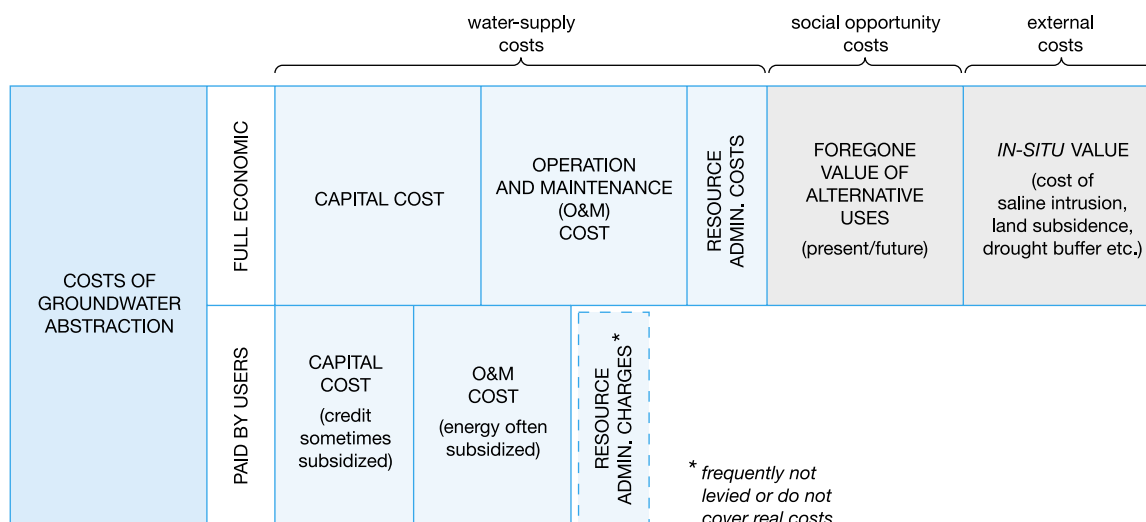 water-supply
costs
social opportunity
costs
external
costs
COSTS OF
GROUNDWATER
ABSTRACTION
FULL ECONOMIC
CAPITAL COST
OPERATION
AND MAINTENANCE
(O&M)
COST
RESOURCE
ADMIN. COSTS
FOREGONE
VALUE OF
ALTERNATIVE
USES
(present/future)
IN-SITU VALUE
(cost of
saline intrusion,
land subsidence,
drought buffer etc.)
PAID BY USERS
CAPITAL
COST
(credit
sometimes
subsidized)
O&M
COST
(energy often
subsidized)
RESOURCE
ADMIN. CHARGES *
* frequently not
levied or do not
cover real costs